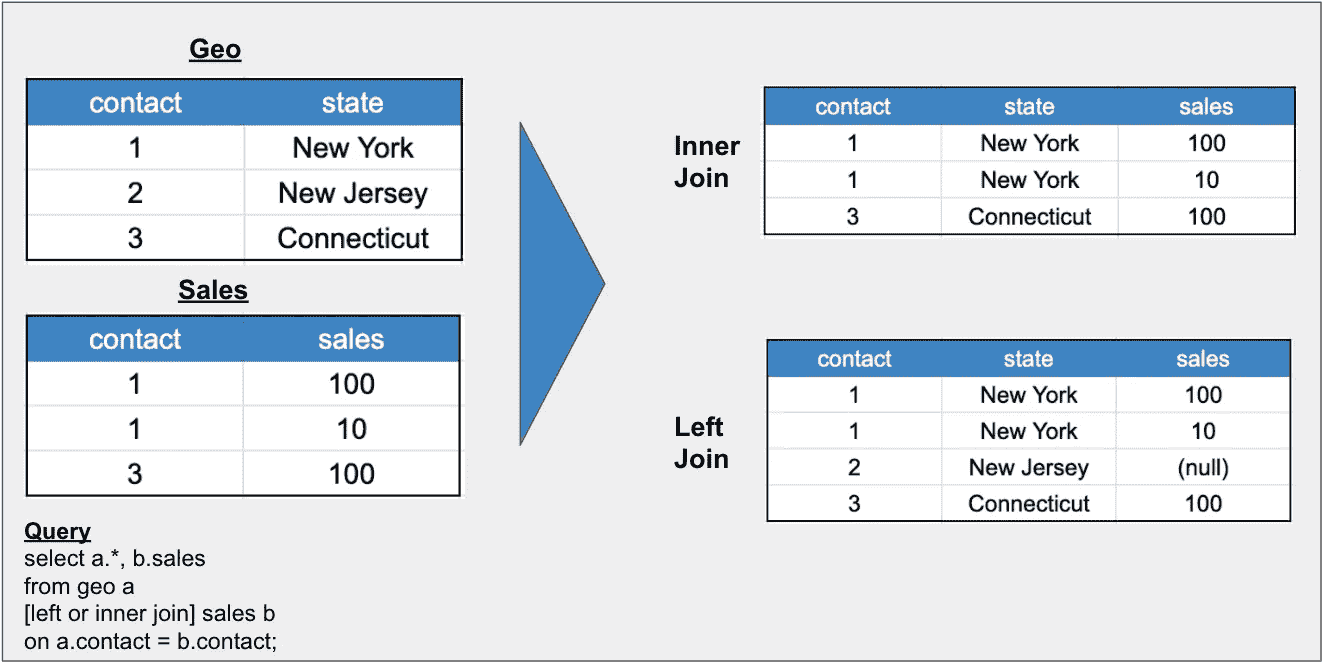 Geo
contact state
1 New York
2 New Jersey
3 Connecticut
Sales
contact sales
1 100
1 10
3 100
Query
select a.*, b.sales
from geo a
[left or inner join] sales b
on a.contact = b.contact;
Inner
Join
contact state sales
1 New York 100
1 New York 10
3 Connecticut 100
Left
Join
contact state sales
1 New York 100
1 New York 10
2 New Jersey (null)
3 Connecticut 100